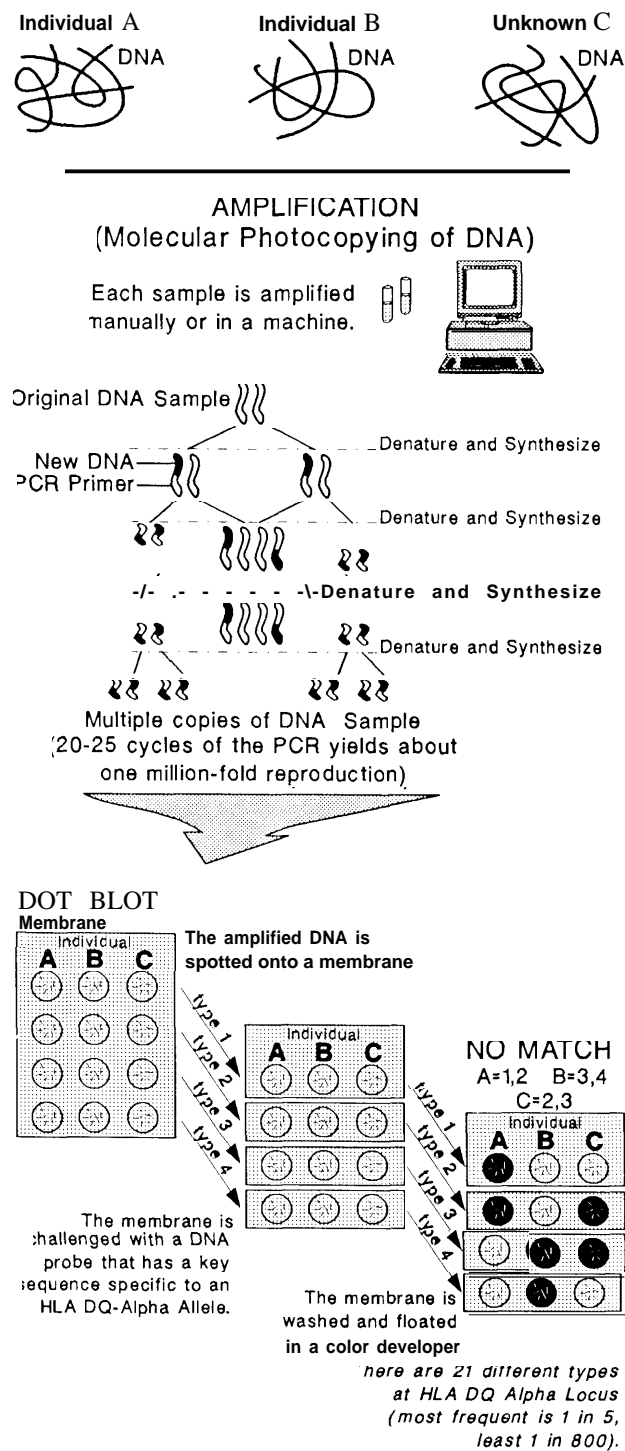 Individual A
Individual B
Unknown C
DNA
DNA
DNA
AMPLIFICATION
(Molecular Photocopying of DNA)
Each sample is amplified
manually or in a machine.
Original DNA Sample
Denature and Synthesize
New DNA
PCR Primer
Denature and Synthesize
Denature and Synthesize
Denature and Synthesize
Multiple copies of DNA Sample
(20-25 cycles of the PCR yields about
one million-fold reproduction)
DOT BLOT
Membrane
Individual
A B C
The amplified DNA is
spotted onto a membrane
type 1
type 2
type 3
type 4
Individual
A B C
type 1
type 2
type 3
type 4
NO MATCH
A=1,2 B=3,4
C=2,3
Individual
A B C
The membrane is
challenged with a DNA
probe that has a key
sequence specific to an
HLA DQ-Alpha Allele.
The membrane is
washed and floated
in a color developer
here are 21 different types
at HLA DQ Alpha Locus
(most frequent is 1 in 5,
least 1 in 800).